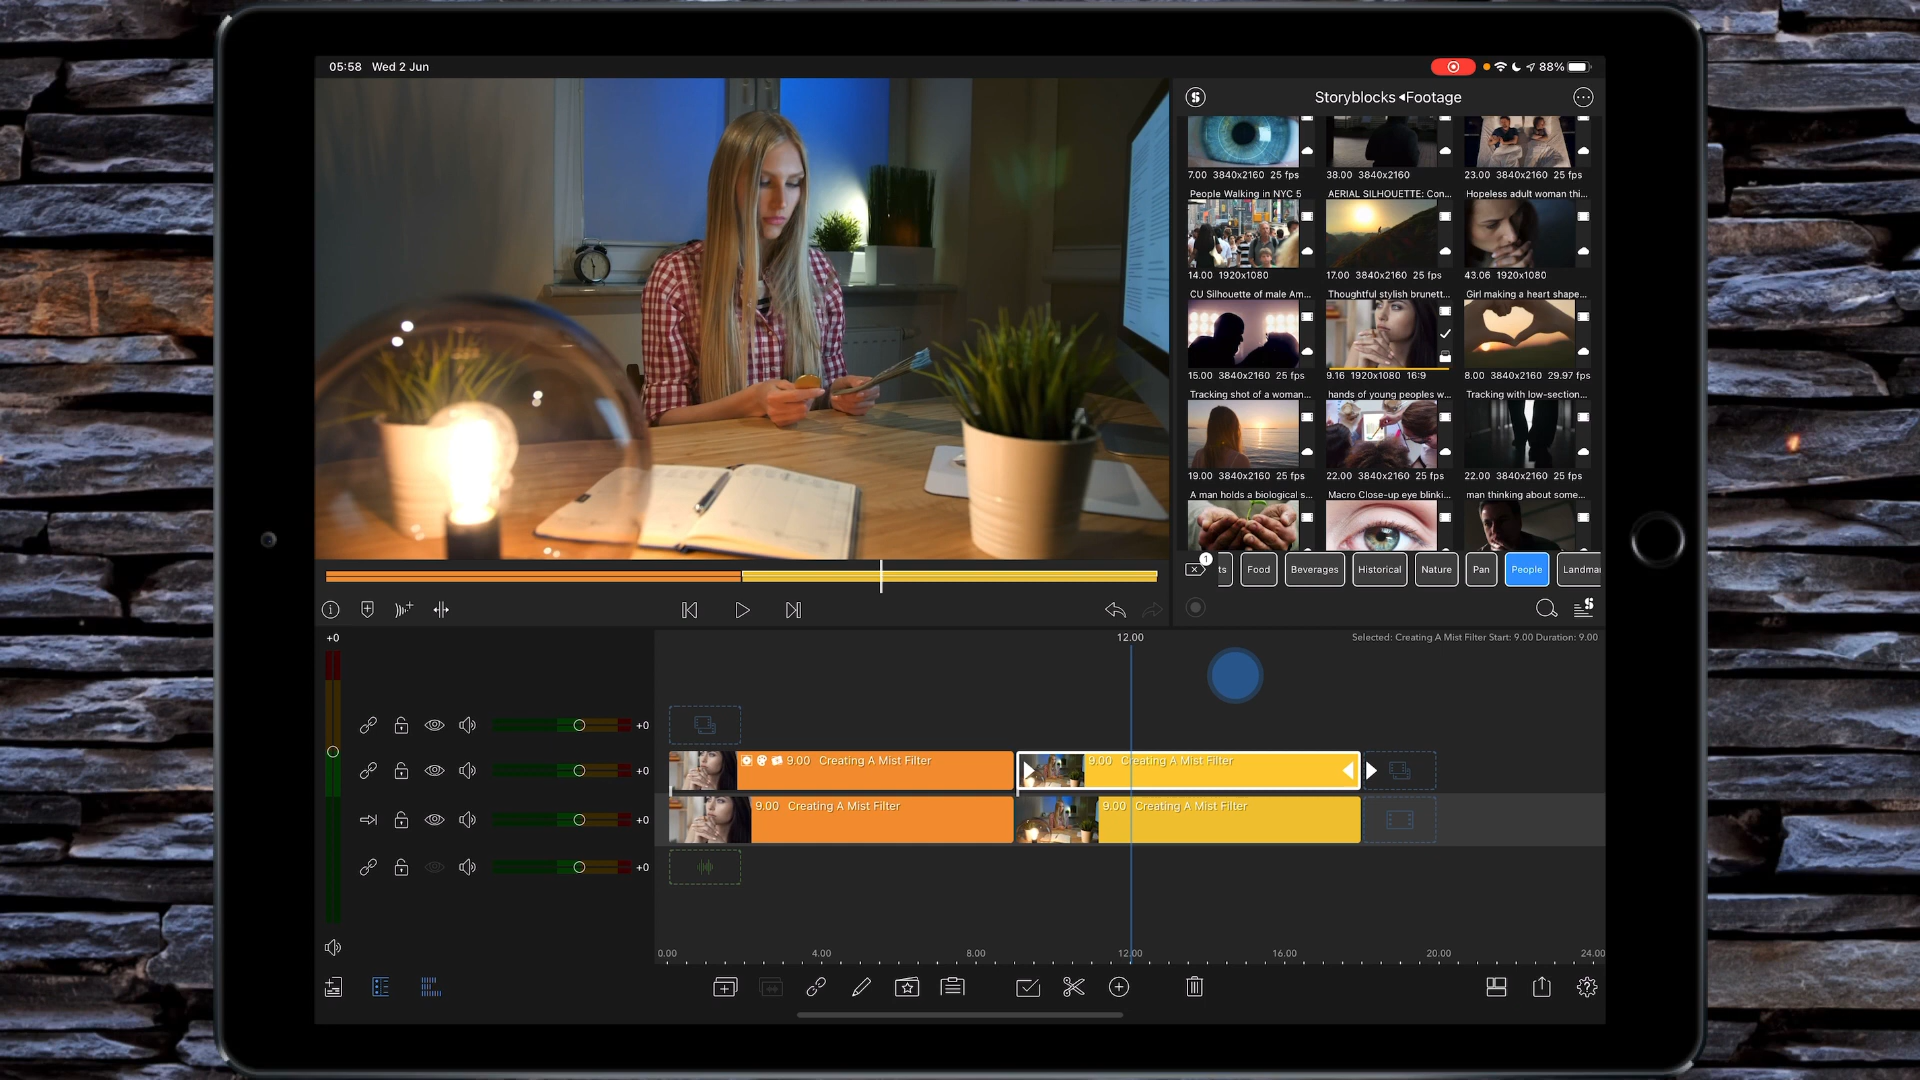 05:58 Wed 2 Jun
88%
Storyblocks ◂Footage
7.00 3840x2160 25 fps
38.00 3840x2160
23.00 3840x2160 25 fps
People Walking in NYC 5
AERIAL SILHOUETTE: Con...
Hopeless adult woman thi...
14.00 1920x1080
17.00 3840x2160 25 fps
43.06 1920x1080
CU Silhouette of male Am...
Thoughtful stylish brunett...
Girl making a heart shape...
15.00 3840x2160 25 fps
9.16 1920x1080 16:9
8.00 3840x2160 29.97 fps
Tracking shot of a woman...
hands of young peoples w...
Tracking with low-section...
19.00 3840x2160 25 fps
22.00 3840x2160 25 fps
22.00 3840x2160 25 fps
A man holds a biological s...
Macro Close-up eye blinki...
man thinking about some...
1
ts
Food
Beverages
Historical
Nature
Pan
People
Landmar
+0
12.00
Selected: Creating A Mist Filter Start: 9.00 Duration: 9.00
+0
+0
9.00 Creating A Mist Filter
9.00 Creating A Mist Filter
+0
9.00 Creating A Mist Filter
9.00 Creating A Mist Filter
+0
0.00 4.00 8.00 12.00 16.00 20.00 24.00